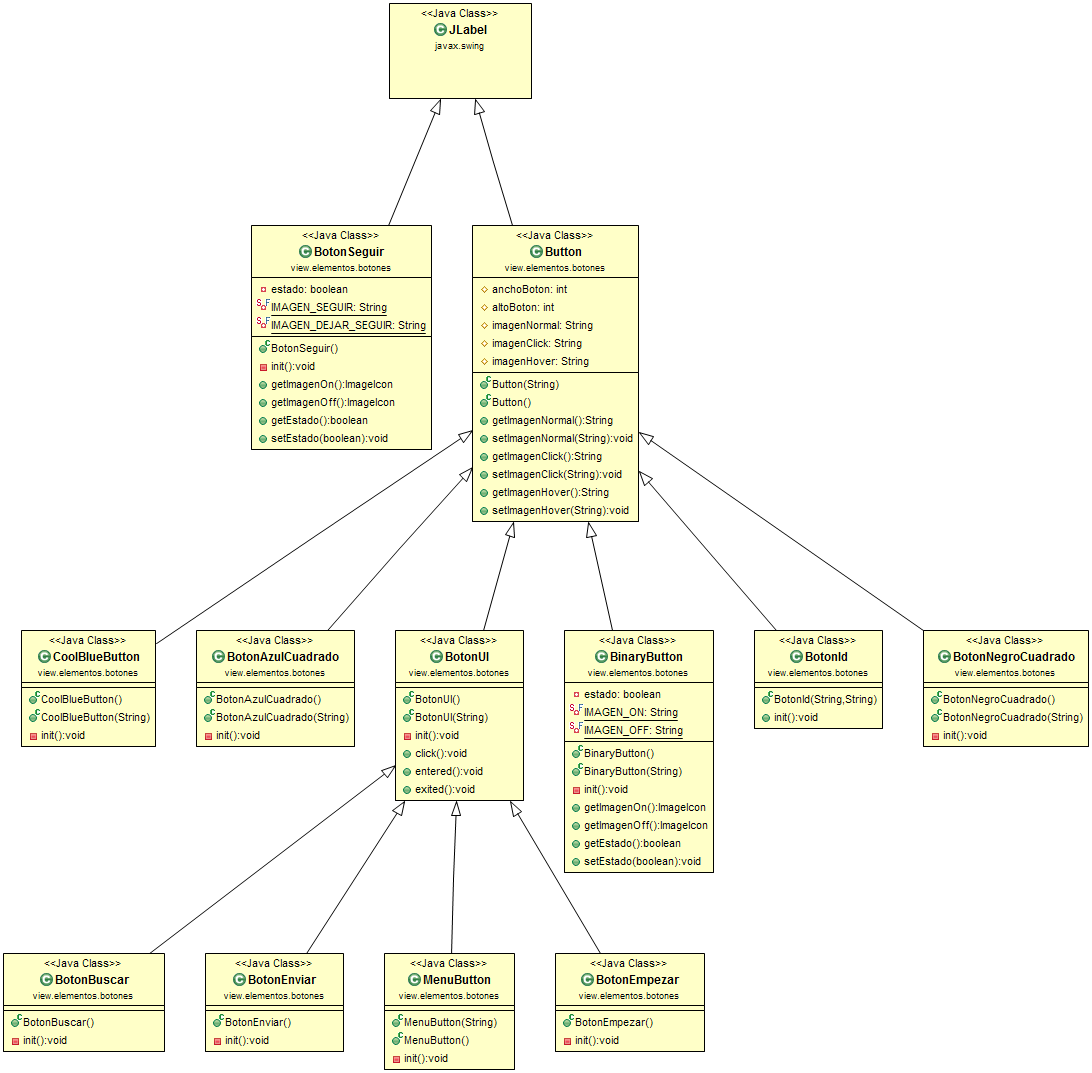 <<Java Class>>
JLabel
javax.swing
<<Java Class>>
BotonSeguir
view.elementos.botones
estado: boolean
IMAGEN_SEGUIR: String
IMAGEN_DEJAR_SEGUIR: String
BotonSeguir()
init():void
getImagenOn():ImageIcon
getImagenOff():ImageIcon
getEstado():boolean
setEstado(boolean):void
<<Java Class>>
Button
view.elementos.botones
anchoBoton: int
altoBoton: int
imagenNormal: String
imagenClick: String
imagenHover: String
Button(String)
Button()
getImagenNormal():String
setImagenNormal(String):void
getImagenClick():String
setImagenClick(String):void
getImagenHover():String
setImagenHover(String):void
<<Java Class>>
CoolBlueButton
view.elementos.botones
CoolBlueButton()
CoolBlueButton(String)
init():void
<<Java Class>>
BotonAzulCuadrado
view.elementos.botones
BotonAzulCuadrado()
BotonAzulCuadrado(String)
init():void
<<Java Class>>
BotonUI
view.elementos.botones
BotonUI()
BotonUI(String)
init():void
click():void
entered():void
exited():void
<<Java Class>>
BinaryButton
view.elementos.botones
estado: boolean
IMAGEN_ON: String
IMAGEN_OFF: String
BinaryButton()
BinaryButton(String)
init():void
getImagenOn():ImageIcon
getImagenOff():ImageIcon
getEstado():boolean
setEstado(boolean):void
<<Java Class>>
BotonId
view.elementos.botones
BotonId(String,String)
init():void
<<Java Class>>
BotonNegroCuadrado
view.elementos.botones
BotonNegroCuadrado()
BotonNegroCuadrado(String)
init():void
<<Java Class>>
BotonBuscar
view.elementos.botones
BotonBuscar()
init():void
<<Java Class>>
BotonEnviar
view.elementos.botones
BotonEnviar()
init():void
<<Java Class>>
MenuButton
view.elementos.botones
MenuButton(String)
MenuButton()
init():void
<<Java Class>>
BotonEmpezar
view.elementos.botones
BotonEmpezar()
init():void